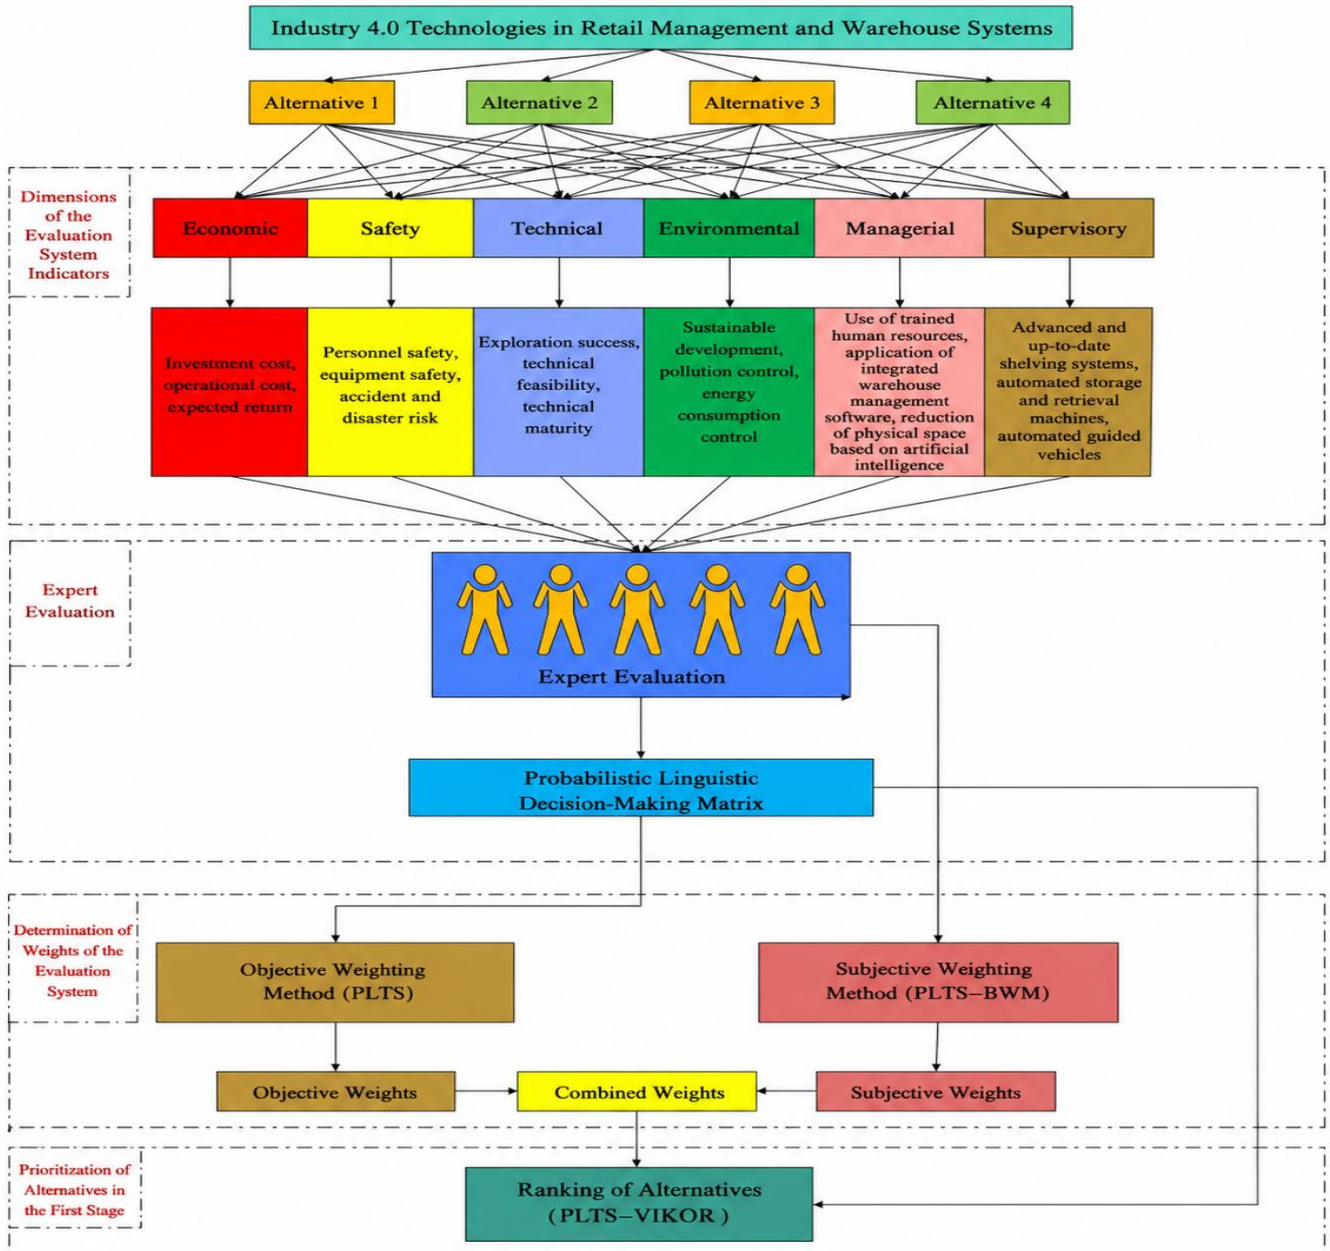 Industry 4.0 Technologies in Retail Management and Warehouse Systems
Alternative 1
Alternative 2
Alternative 3
Alternative 4
Dimensions
of the
Evaluation
System
Indicators
Economic
Safety
Technical
Environmental
Managerial
Supervisory
Investment cost,
operational cost,
expected return
Personnel safety,
equipment safety,
accident and
disaster risk
Exploration success,
technical
feasibility,
technical
maturity
Sustainable
development,
pollution control,
energy
consumption
control
Use of trained
human resources,
application of
integrated
warehouse
management
software, reduction
of physical space
based on artificial
intelligence
Advanced and
up-to-date
shelving systems,
automated storage
and retrieval
machines,
automated guided
vehicles
Expert
Evaluation
Expert Evaluation
Probabilistic Linguistic
Decision-Making Matrix
Determination of
Weights of the
Evaluation
System
Objective Weighting
Method (PLTS)
Subjective Weighting
Method (PLTS–BWM)
Objective Weights
Combined Weights
Subjective Weights
Prioritization of
Alternatives in
the First Stage
Ranking of Alternatives
(PLTS–VIKOR )